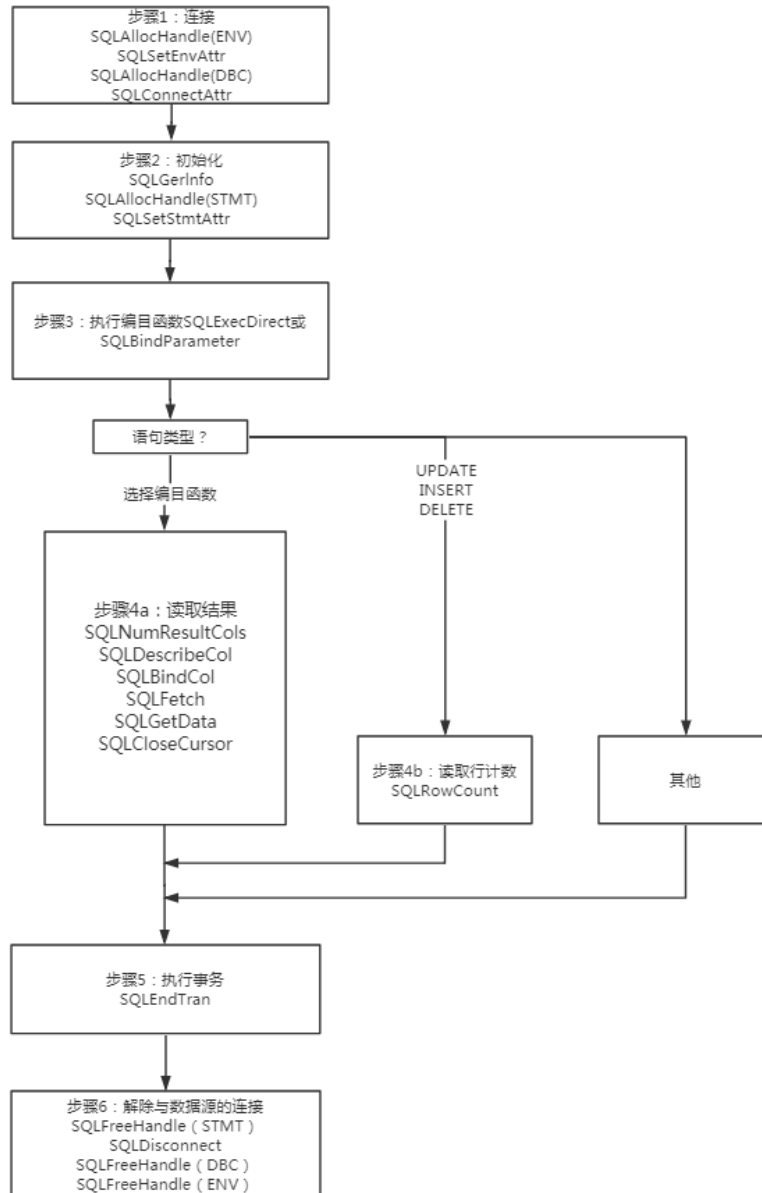 步骤1：连接
SQLAllocHandle(ENV)
SQLSetEnvAttr
SQLAllocHandle(DBC)
SQLConnectAttr
步骤2：初始化
SQLGerlnfo
SQLAllocHandle(STMT)
SQLSetStmtAttr
步骤3：执行编目函数SQLExecDirect或
SQLBindParameter
语句类型？
选择编目函数
UPDATE
INSERT
DELETE
步骤4a：读取结果
SQLNumResultCols
SQLDescribeCol
SQLBindCol
SQLFetch
SQLGetData
SQLCloseCursor
步骤4b：读取行计数
SQLRowCount
其他
步骤5：执行事务
SQLEndTran
步骤6：解除与数据源的连接
SQLFreeHandle（STMT）
SQLDisconnect
SQLFreeHandle（DBC）
SQLFreeHandle（ENV）